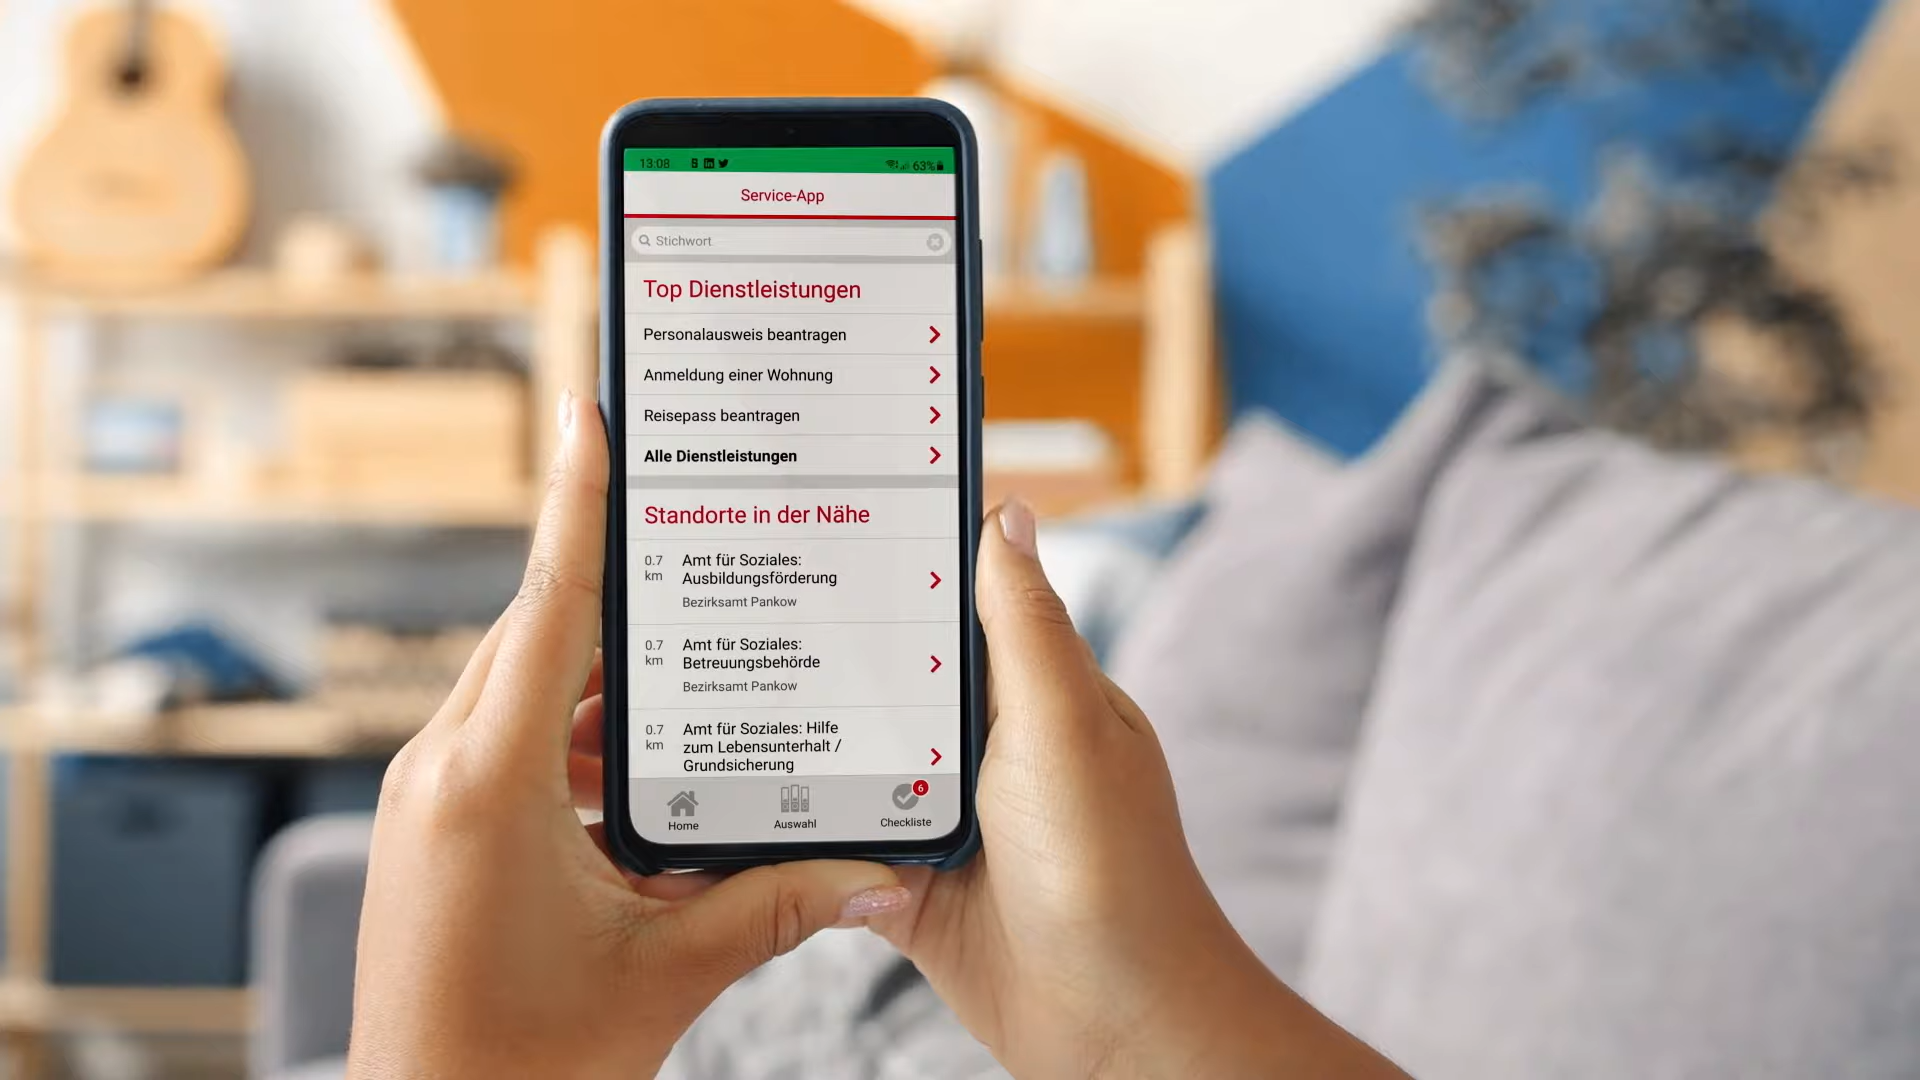 13:08 63%
Service-App
Stichwort
Top Dienstleistungen
Personalausweis beantragen
Anmeldung einer Wohnung
Reisepass beantragen
Alle Dienstleistungen
Standorte in der Nähe
0.7 km
Amt für Soziales:
Ausbildungsförderung
Bezirksamt Pankow
0.7 km
Amt für Soziales:
Betreuungsbehörde
Bezirksamt Pankow
0.7 km
Amt für Soziales: Hilfe
zum Lebensunterhalt /
Grundsicherung
6
Home Auswahl Checkliste